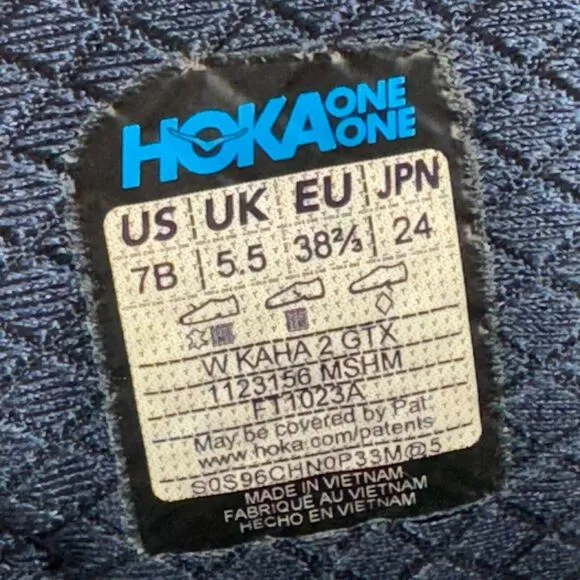 HOKA ONE ONE
US UK EU JPN
7B 5.5 38⅔ 24
W KAHA 2 GTX
1123156 MSHM
FT1023A
May be covered by Pat.
www.hoka.com/patents
S0S96CHN0P33M@5
MADE IN VIETNAM
FABRIQUE AU VIETNAM
HECHO EN VIETNAM